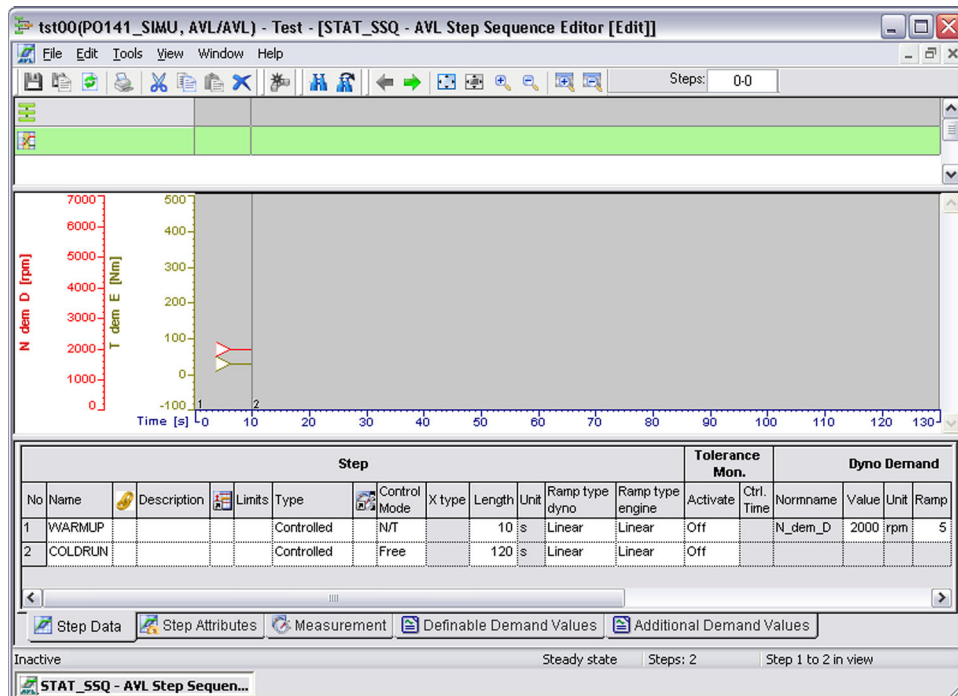 tst00(PO141_SIMU, AVL/AVL) - Test - [STAT_SSQ - AVL Step Sequence Editor [Edit]]
File Edit Tools View Window Help
Steps: 0-0
7000 500
6000 400
5000 300
4000 200
3000 100
2000 0
1000 -100
0
N dem D [rpm]
T dem E [Nm]
1 2
Time [s] 0 10 20 30 40 50 60 70 80 90 100 110 120 130
Step Tolerance Mon. Dyno Demand
No Name Description Limits Type Control Mode X type Length Unit Ramp type dyno Ramp type engine Activate Ctrl. Time Normname Value Unit Ramp
1 WARMUP Controlled N/T 10 s Linear Linear Off N_dem_D 2000 rpm 5
2 COLDRUN Controlled Free 120 s Linear Linear Off
Step Data Step Attributes Measurement Definable Demand Values Additional Demand Values
Inactive Steady state Steps: 2 Step 1 to 2 in view
STAT_SSQ - AVL Step Sequen...